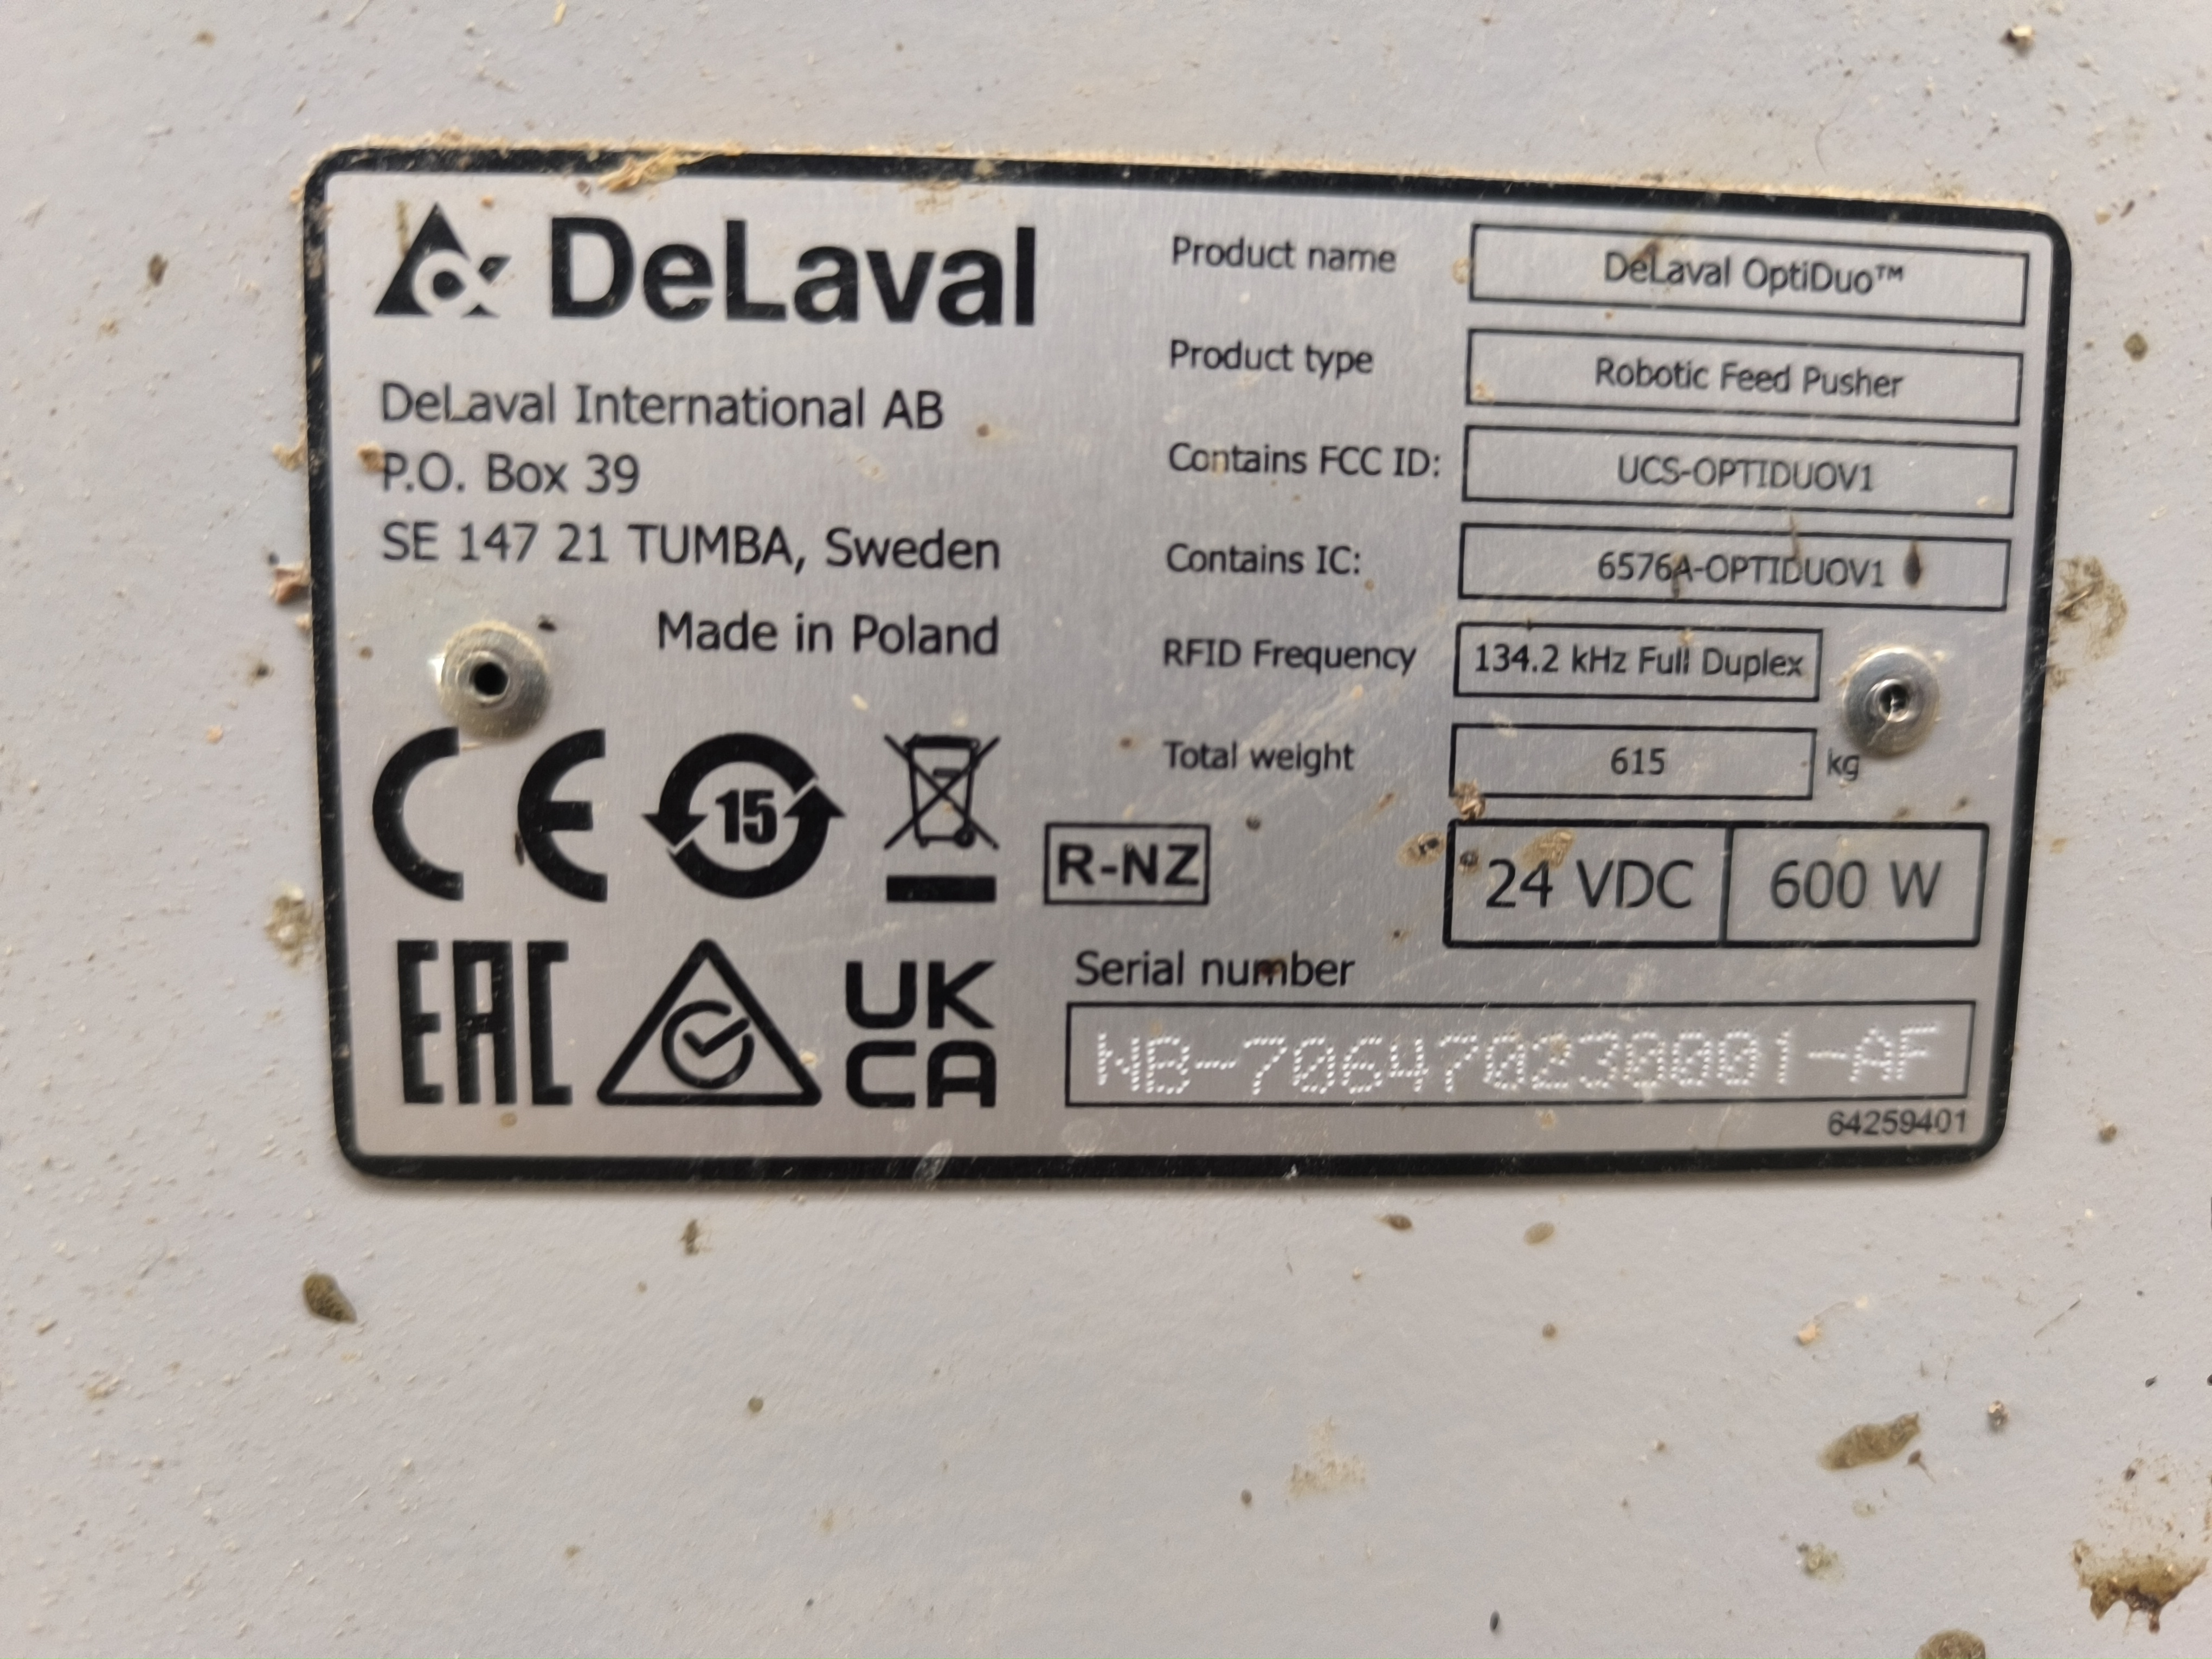 DeLaval
DeLaval International AB
P.O. Box 39
SE 147 21 TUMBA, Sweden
Made in Poland
CE
15
R-NZ
EAC
UK
CA
Product name DeLaval OptiDuo™
Product type Robotic Feed Pusher
Contains FCC ID: UCS-OPTIDUOV1
Contains IC: 6576A-OPTIDUOV1
RFID Frequency 134.2 kHz Full Duplex
Total weight 615 kg
24 VDC 600 W
Serial number
NB-706470230001-AF
64259401